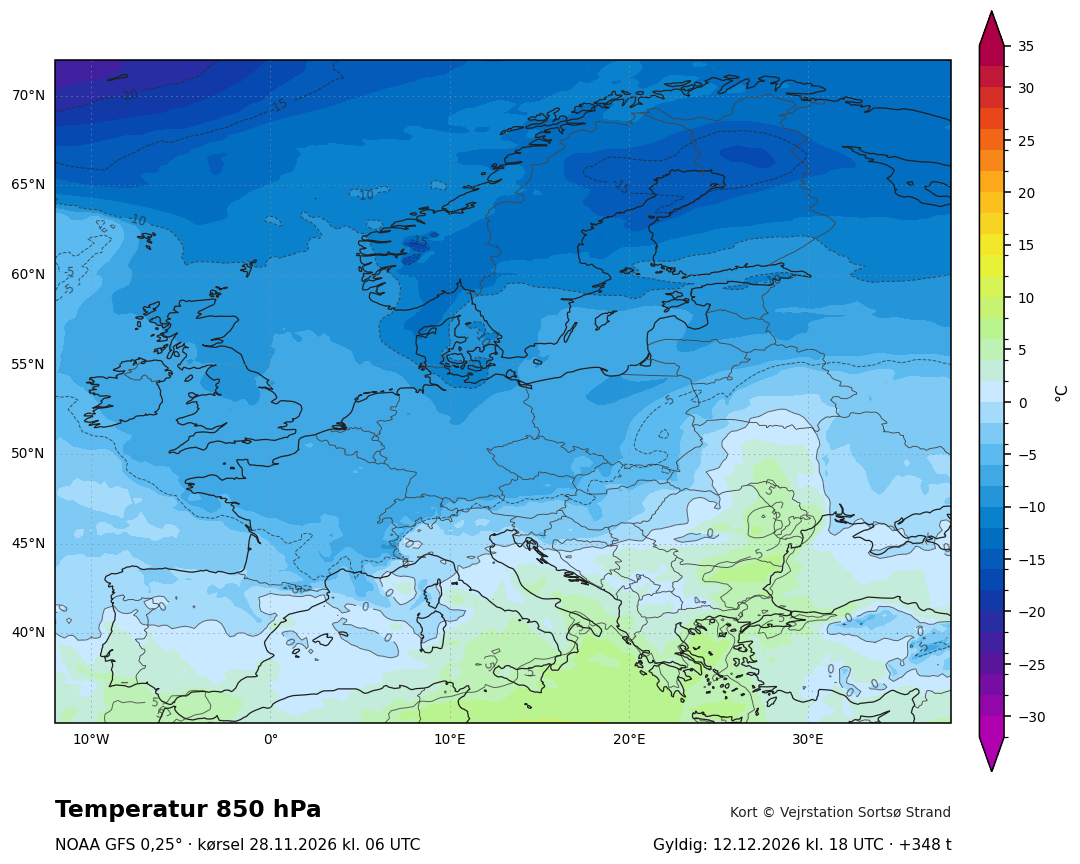 70°N
65°N
60°N
55°N
50°N
45°N
40°N
10°W
0°
10°E
20°E
30°E
35
30
25
20
15
10
5
0
−5
−10
−15
−20
−25
−30
°C
Temperatur 850 hPa
Kort © Vejrstation Sortsø Strand
NOAA GFS 0,25° · kørsel 28.11.2026 kl. 06 UTC
Gyldig: 12.12.2026 kl. 18 UTC · +348 t